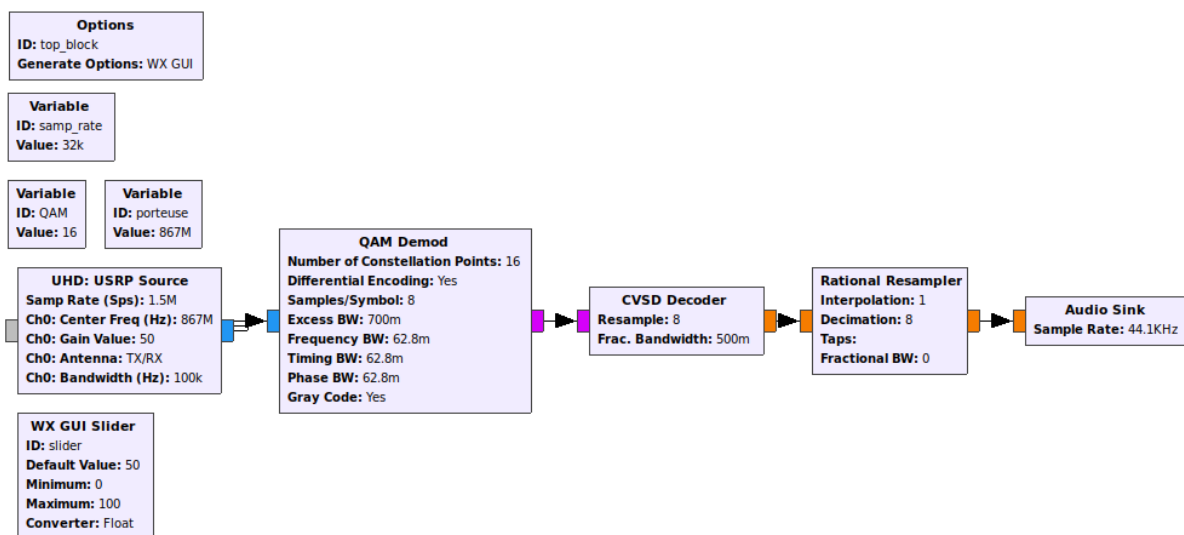 Options
ID: top_block
Generate Options: WX GUI
Variable
ID: samp_rate
Value: 32k
Variable
ID: QAM
Value: 16
Variable
ID: porteuse
Value: 867M
UHD: USRP Source
Samp Rate (Sps): 1.5M
Ch0: Center Freq (Hz): 867M
Ch0: Gain Value: 50
Ch0: Antenna: TX/RX
Ch0: Bandwidth (Hz): 100k
QAM Demod
Number of Constellation Points: 16
Differential Encoding: Yes
Samples/Symbol: 8
Excess BW: 700m
Frequency BW: 62.8m
Timing BW: 62.8m
Phase BW: 62.8m
Gray Code: Yes
CVSD Decoder
Resample: 8
Frac. Bandwidth: 500m
Rational Resampler
Interpolation: 1
Decimation: 8
Taps:
Fractional BW: 0
Audio Sink
Sample Rate: 44.1KHz
WX GUI Slider
ID: slider
Default Value: 50
Minimum: 0
Maximum: 100
Converter: Float